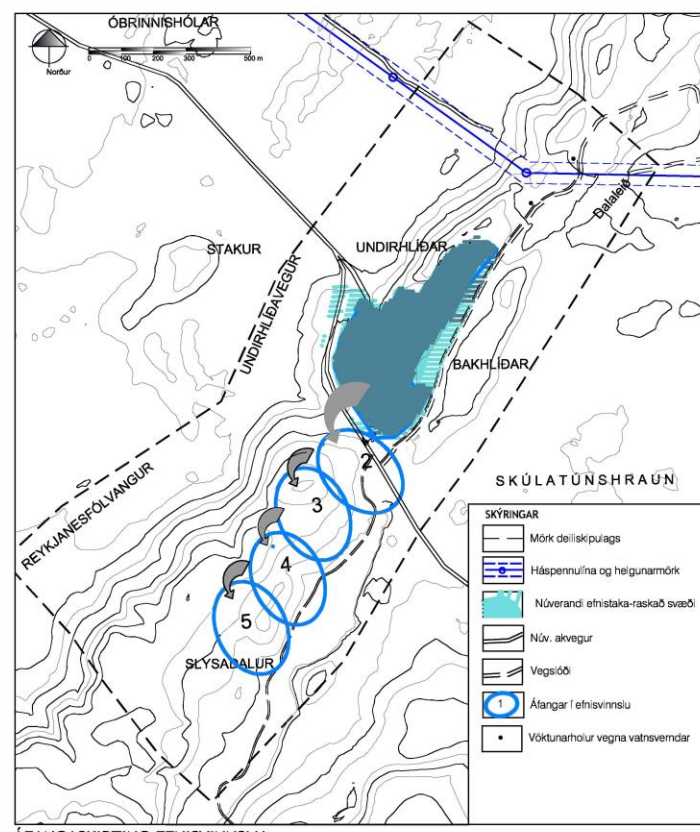 ÓBRINNISHÓLAR
0 100 200 300 500 m
Norður
Dalaleið
STAKUR
UNDIRHLÍÐAR
UNDIRHLÍÐAVEGUR
BAKHLÍÐAR
REYKJANESFÓLVANGUR
SKÚLATÚNSHRAUN
2
3
4
5
SLYSADALUR
SKÝRINGAR
Mörk deiliskipulags
Háspennulína og helgunarmörk
Núverandi efnistaka-raskað svæði
Núv. akvegur
Vegslóði
1
Áfangar í efnisvinnslu
Vöktunarholur vegna vatnsverndar